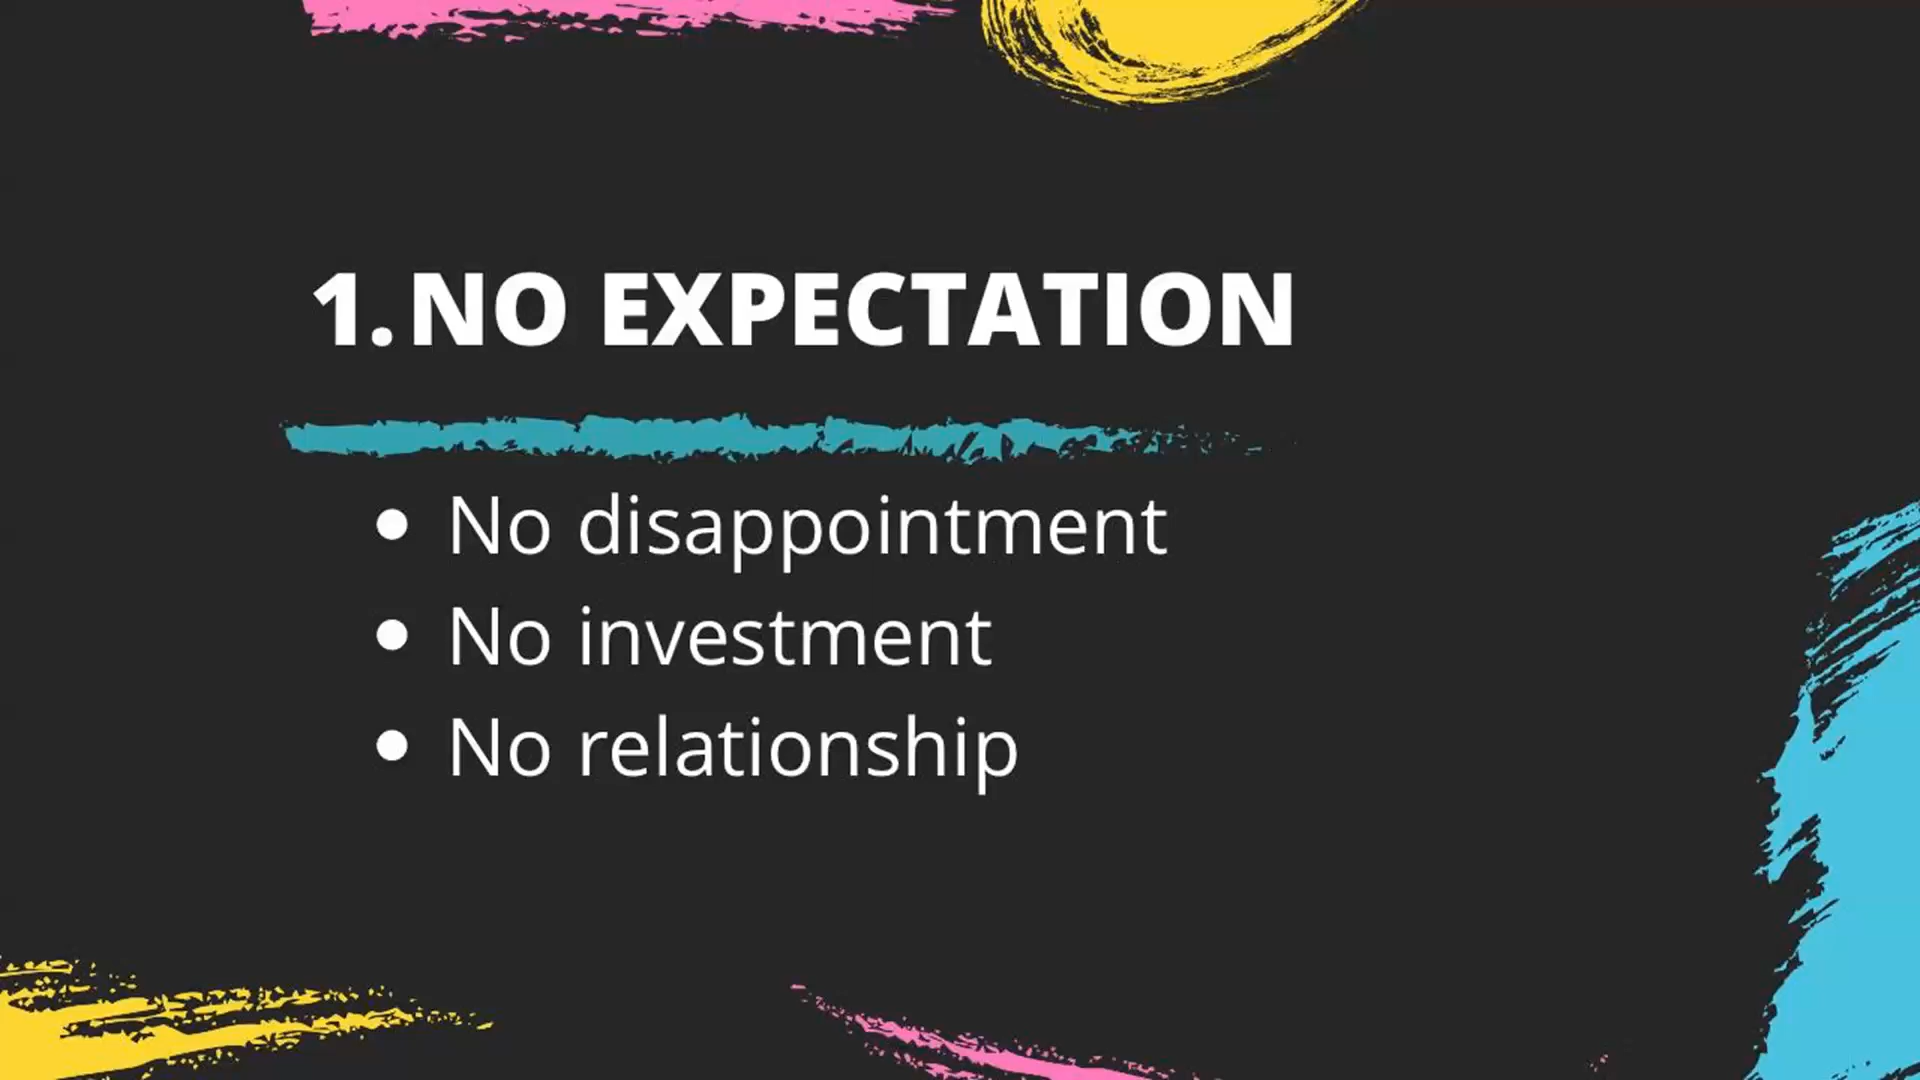 1. NO EXPECTATION
• No disappointment
• No investment
• No relationship